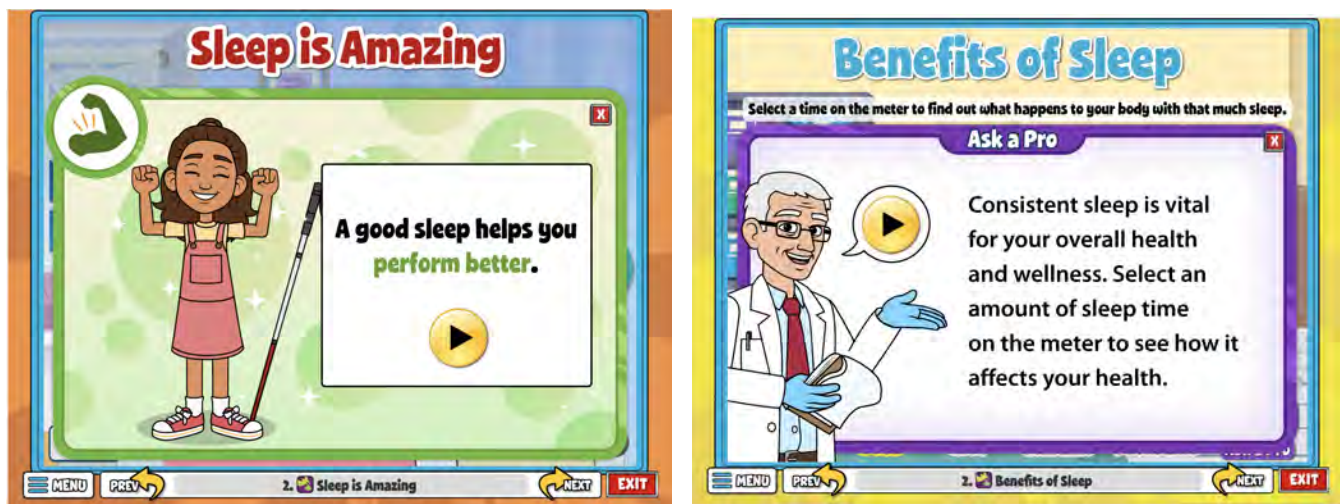 Sleep is Amazing
X
A good sleep helps you
perform better.
MENU
PREV
2. Sleep is Amazing
NEXT
EXIT
Benefits of Sleep
Select a time on the meter to find out what happens to your body with that much sleep.
Ask a Pro
X
Consistent sleep is vital
for your overall health
and wellness. Select an
amount of sleep time
on the meter to see how it
affects your health.
MENU
PREV
2. Benefits of Sleep
NEXT
EXIT